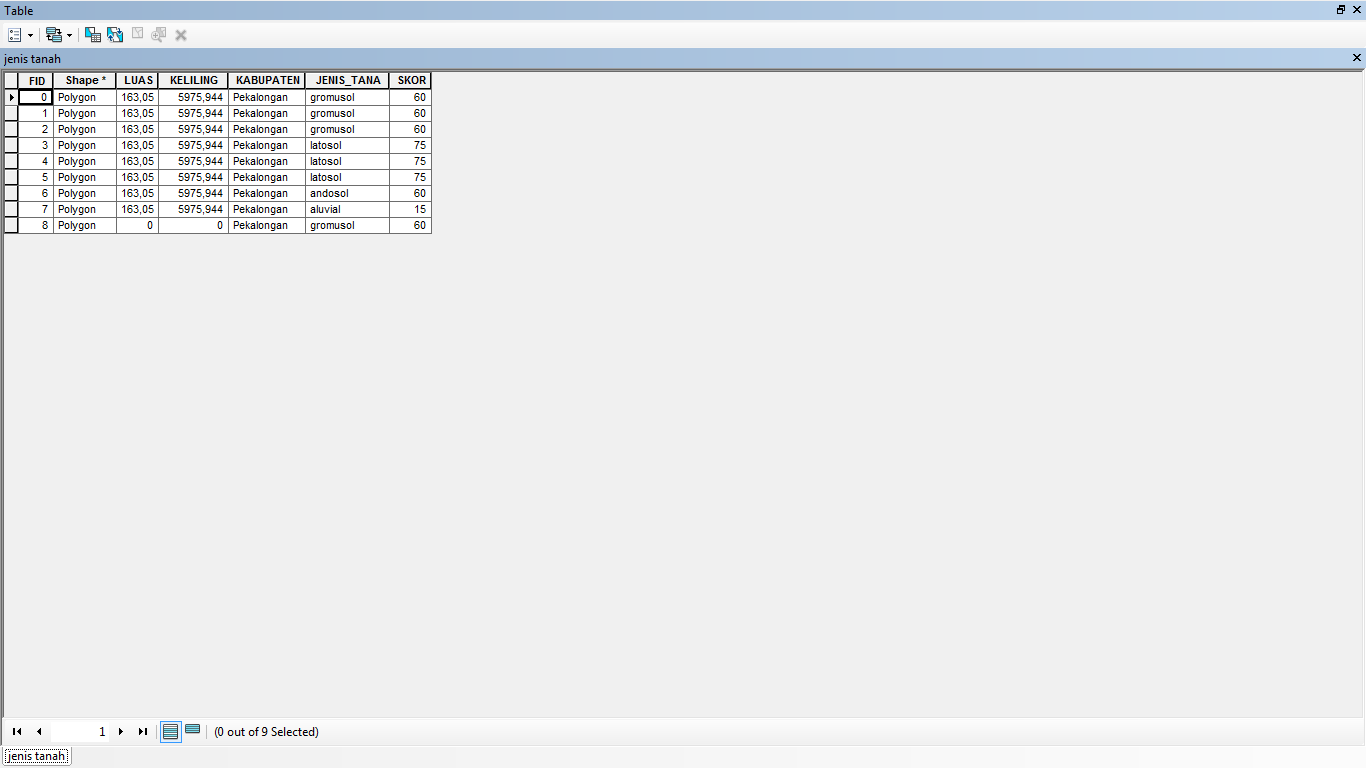 Table
jenis tanah
FID Shape * LUAS KELILING KABUPATEN JENIS_TANA SKOR
0 Polygon 163,05 5975,944 Pekalongan gromusol 60
1 Polygon 163,05 5975,944 Pekalongan gromusol 60
2 Polygon 163,05 5975,944 Pekalongan gromusol 60
3 Polygon 163,05 5975,944 Pekalongan latosol 75
4 Polygon 163,05 5975,944 Pekalongan latosol 75
5 Polygon 163,05 5975,944 Pekalongan latosol 75
6 Polygon 163,05 5975,944 Pekalongan andosol 60
7 Polygon 163,05 5975,944 Pekalongan aluvial 15
8 Polygon 0 0 Pekalongan gromusol 60
1 (0 out of 9 Selected)
jenis tanah